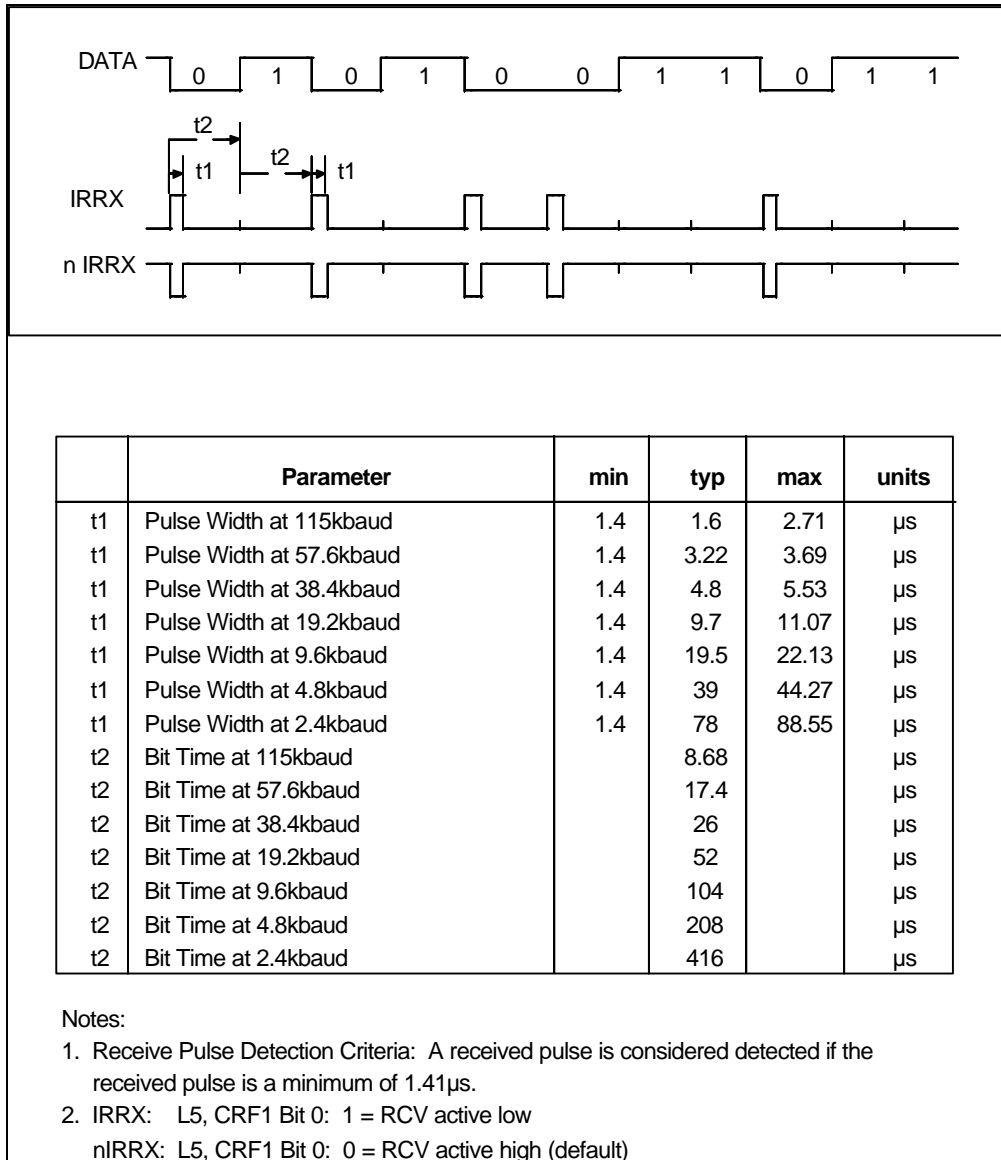 DATA
0 1 0 1 0 0 1 1 0 1 1
t2
t1 t2 t1
IRRX
n IRRX
Parameter min typ max units
t1 Pulse Width at 115kbaud 1.4 1.6 2.71 µs
t1 Pulse Width at 57.6kbaud 1.4 3.22 3.69 µs
t1 Pulse Width at 38.4kbaud 1.4 4.8 5.53 µs
t1 Pulse Width at 19.2kbaud 1.4 9.7 11.07 µs
t1 Pulse Width at 9.6kbaud 1.4 19.5 22.13 µs
t1 Pulse Width at 4.8kbaud 1.4 39 44.27 µs
t1 Pulse Width at 2.4kbaud 1.4 78 88.55 µs
t2 Bit Time at 115kbaud 8.68 µs
t2 Bit Time at 57.6kbaud 17.4 µs
t2 Bit Time at 38.4kbaud 26 µs
t2 Bit Time at 19.2kbaud 52 µs
t2 Bit Time at 9.6kbaud 104 µs
t2 Bit Time at 4.8kbaud 208 µs
t2 Bit Time at 2.4kbaud 416 µs
Notes:
1. Receive Pulse Detection Criteria: A received pulse is considered detected if the
received pulse is a minimum of 1.41µs.
2. IRRX: L5, CRF1 Bit 0: 1 = RCV active low
nIRRX: L5, CRF1 Bit 0: 0 = RCV active high (default)